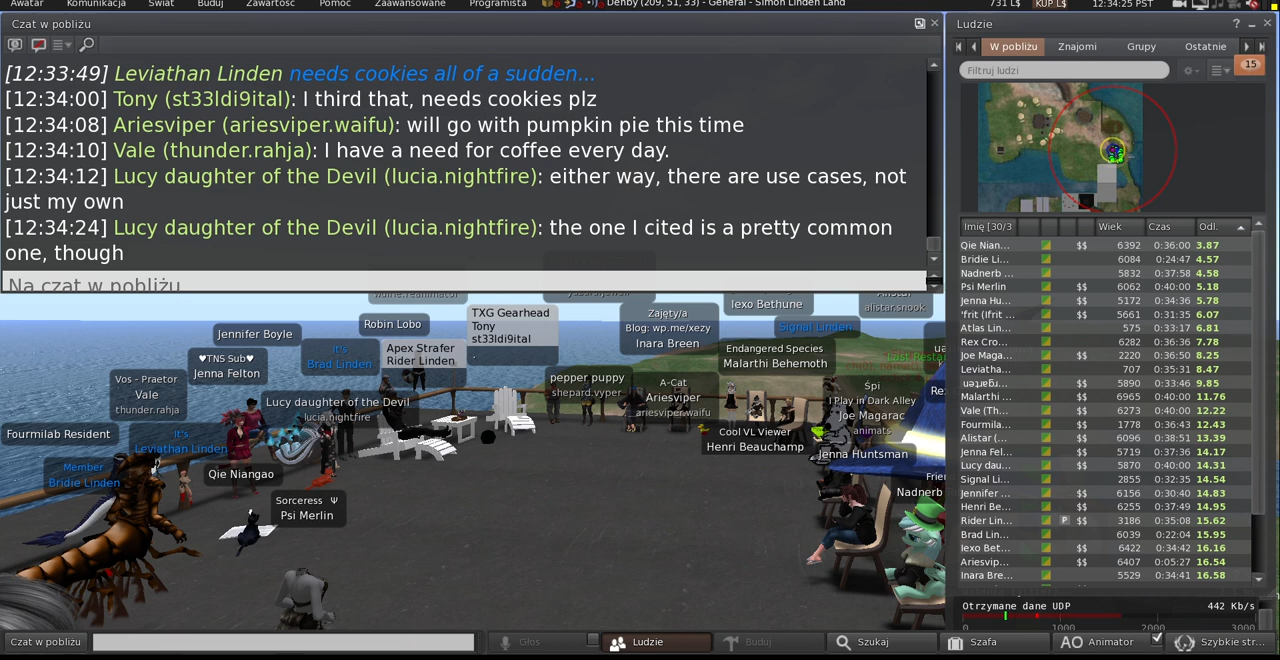 Awatar Komunikacja Świat Buduj Zawartość Pomoc Zaawansowane Programista Denby (209, 51, 33) - General - Simon Linden Land 731 L$ KUP L$ 12:34:25 PST
Czat w pobliżu
[12:33:49] Leviathan Linden needs cookies all of a sudden...
[12:34:00] Tony (st33ldi9ital): I third that, needs cookies plz
[12:34:08] Ariesviper (ariesviper.waifu): will go with pumpkin pie this time
[12:34:10] Vale (thunder.rahja): I have a need for coffee every day.
[12:34:12] Lucy daughter of the Devil (lucia.nightfire): either way, there are use cases, not
just my own
[12:34:24] Lucy daughter of the Devil (lucia.nightfire): the one I cited is a pretty common
one, though
Na czat w pobliżu
Iexo Bethune
Alistar
alistar.snook
Jennifer Boyle
Robin Lobo
TXG Gearhead
Tony
st33ldi9ital
.
Zajęty/a
Blog: wp.me/xezy
Inara Breen
Signal Linden
It's
Brad Linden
Apex Strafer
Rider Linden
♥TNS Sub♥
Jenna Felton
Endangered Species
Malarthi Behemoth
Vos - Praetor
Vale
thunder.rahja
pepper puppy
shepard.vyper
A-Cat
Ariesviper
ariesviper.waifu
Śpi
I Play in Dark Alley
Joe Magarac
animats
Lucy daughter of the Devil
lucia.nightfire
Fourmilab Resident
It's
Leviathan Linden
Cool VL Viewer
Henri Beauchamp
Jenna Huntsman
Member
Bridie Linden
Qie Niangao
Nadnerb
Sorceress Ψ
Psi Merlin
Ludzie
W pobliżu Znajomi Grupy Ostatnie
15
Filtruj ludzi
Imię [30/3 Wiek Czas Odl.
Qie Nian... $$ 6392 0:36:00 3.87
Bridie Li... 6084 0:24:47 4.57
Nadnerb ... 5832 0:37:58 4.58
Psi Merlin $$ 6062 0:40:00 5.18
Jenna Hu... $$ 5172 0:34:36 5.78
'frit (Ifrit ... $$ 5661 0:31:35 6.07
Atlas Lin... 575 0:33:17 6.81
Rex Cro... 6282 0:36:36 7.78
Joe Maga... $$ 2220 0:36:50 8.25
Leviatha... 707 0:35:31 8.47
$$ 5890 0:33:46 9.85
Malarthi ... $$ 6965 0:40:00 11.76
Vale (Th... $$ 6273 0:40:00 12.22
Fourmila... $$ 1778 0:36:43 12.43
Alistar (... $$ 6096 0:38:51 13.39
Jenna Fel... $$ 5719 0:37:36 14.17
Lucy dau... $$ 5870 0:40:00 14.31
Signal Li... 2855 0:32:35 14.54
Jennifer ... $$ 6156 0:30:40 14.83
Henri Be... $$ 6255 0:37:49 14.95
Rider Lin... P $$ 3186 0:35:08 15.62
Brad Lin... 6039 0:22:04 15.95
Iexo Bet... $$ 6422 0:34:42 16.16
Ariesvip... $$ 6407 0:05:27 16.54
Inara Bre... 5529 0:34:41 16.58
Otrzymane dane UDP 442 Kb/s
0 1000 2000 3000
Czat w pobliżu Głos Ludzie Buduj Szukaj Szafa AO Animator Szybkie str...